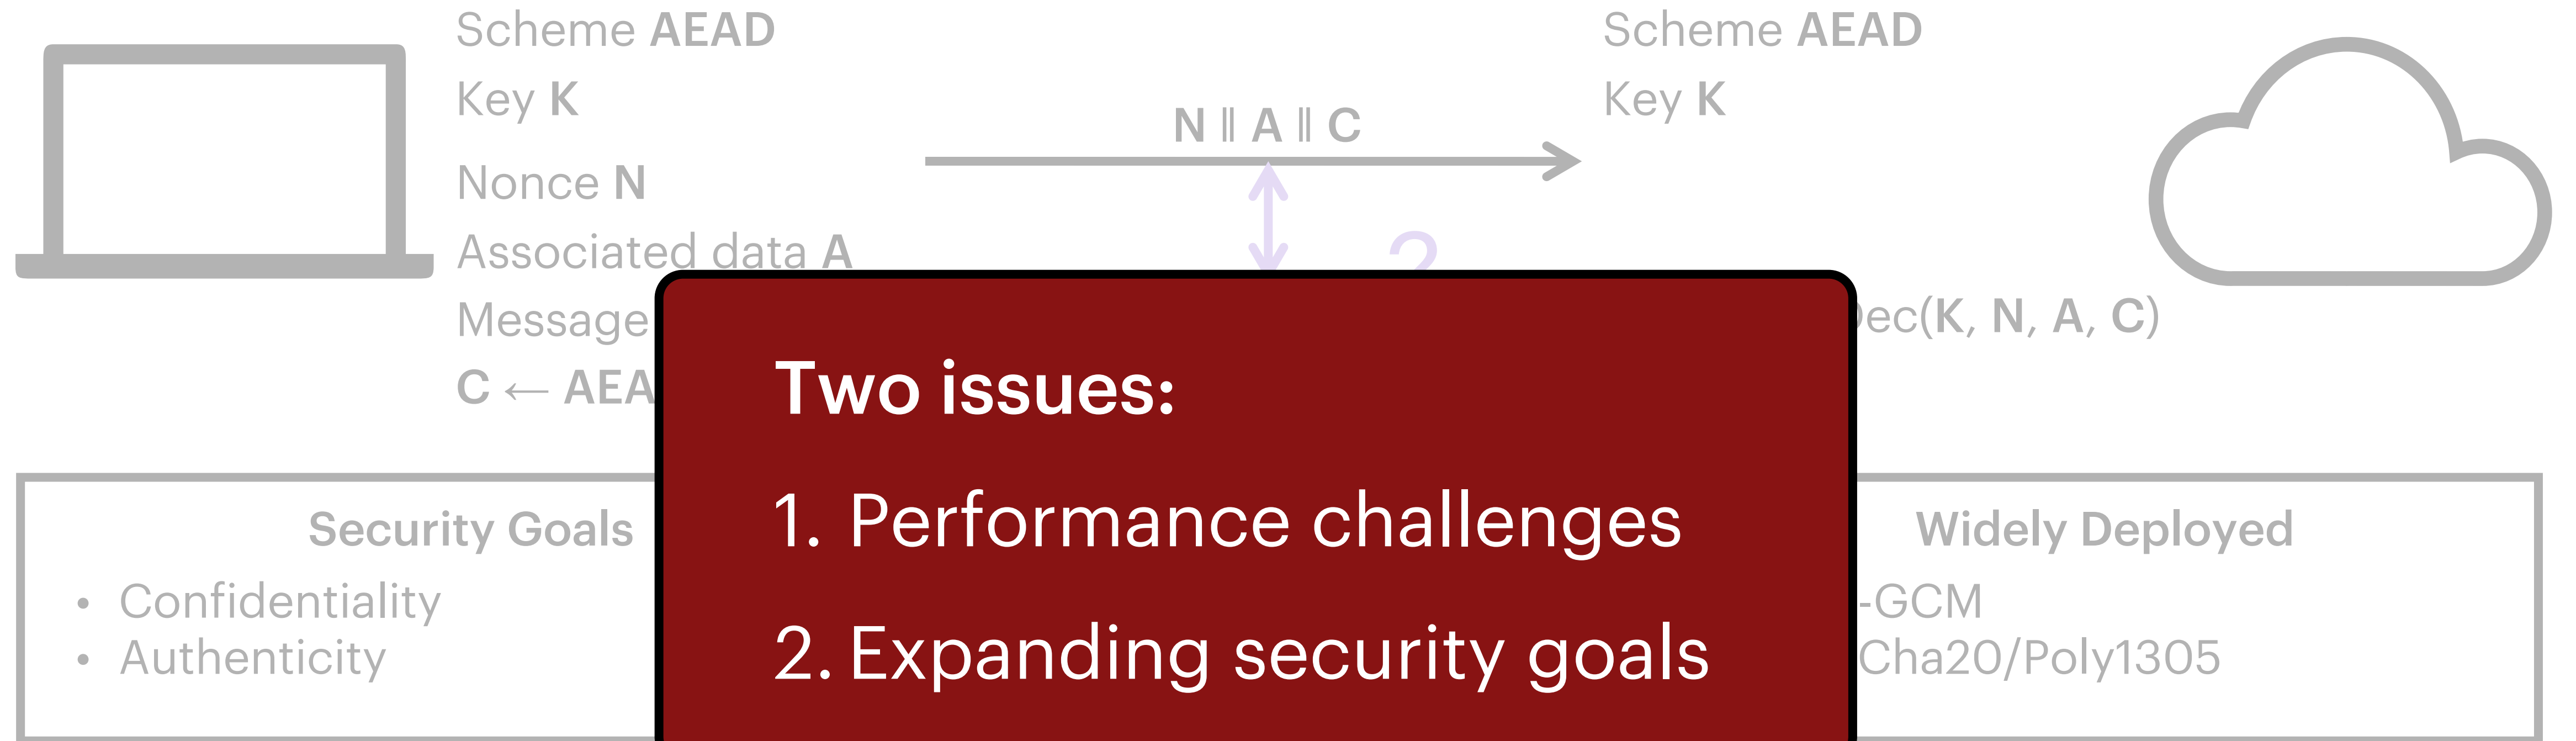 Scheme AEAD
Key K
Nonce N
Associated data A
Message
C ← AEA
N ∥ A ∥ C
?
Scheme AEAD
Key K
ec(K, N, A, C)
Two issues:
1. Performance challenges
2. Expanding security goals
Security Goals
• Confidentiality
• Authenticity
Widely Deployed
-GCM
Cha20/Poly1305